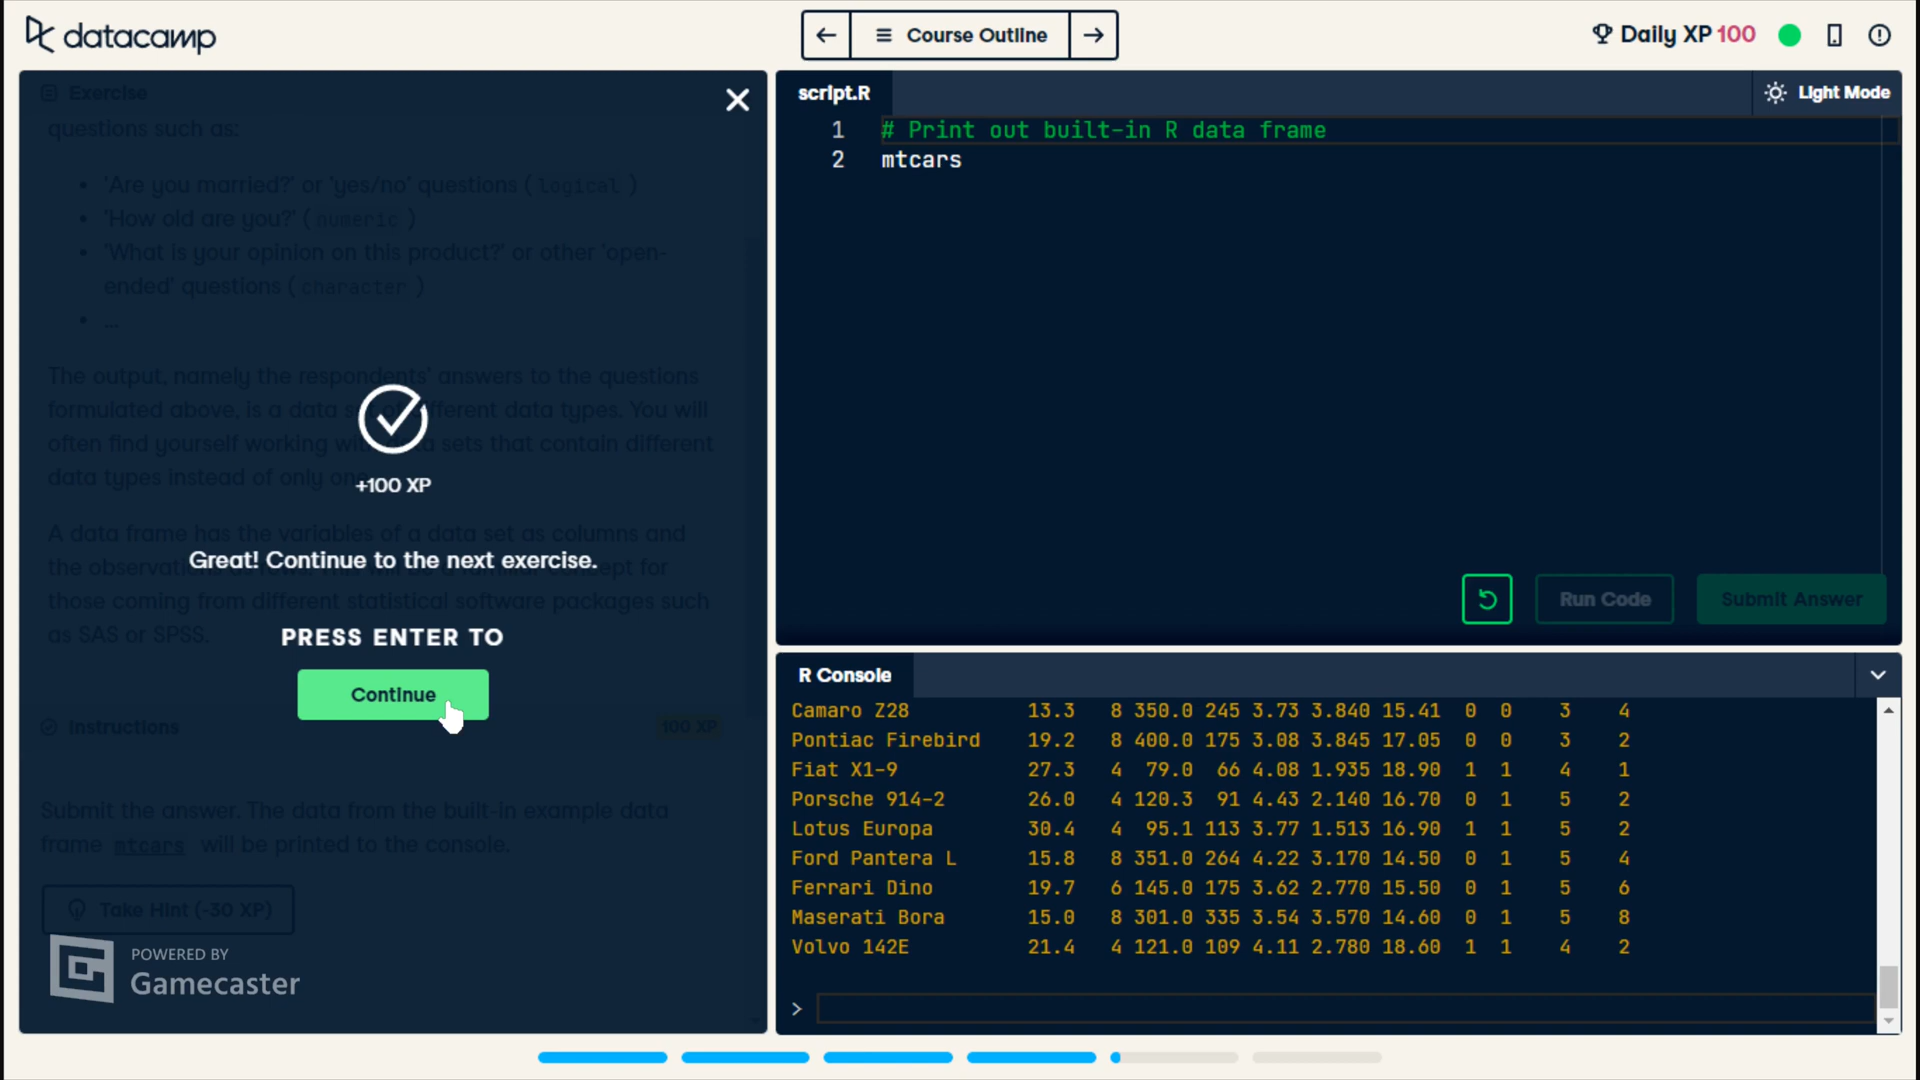 datacamp
Course Outline
Daily XP 100
Exercise
questions such as:
• 'Are you married?' or 'yes/no' questions ( logical )
• 'How old are you?' ( numeric )
• 'What is your opinion on this product?' or other 'open-
ended' questions ( character )
• ...
The output, namely the respondents' answers to the questions
formulated above, is a data set of different data types. You will
often find yourself working with data sets that contain different
data types instead of only one.
+100 XP
A data frame has the variables of a data set as columns and
Great! Continue to the next exercise.
those coming from different statistical software packages such
as SAS or SPSS.
PRESS ENTER TO
Continue
Instructions
100 XP
Submit the answer. The data from the built-in example data
frame mtcars will be printed to the console.
Take Hint (-30 XP)
POWERED BY
Gamecaster
script.R
Light Mode
1 # Print out built-in R data frame
2 mtcars
Run Code
Submit Answer
R Console
Camaro Z28 13.3 8 350.0 245 3.73 3.840 15.41 0 0 3 4
Pontiac Firebird 19.2 8 400.0 175 3.08 3.845 17.05 0 0 3 2
Fiat X1-9 27.3 4 79.0 66 4.08 1.935 18.90 1 1 4 1
Porsche 914-2 26.0 4 120.3 91 4.43 2.140 16.70 0 1 5 2
Lotus Europa 30.4 4 95.1 113 3.77 1.513 16.90 1 1 5 2
Ford Pantera L 15.8 8 351.0 264 4.22 3.170 14.50 0 1 5 4
Ferrari Dino 19.7 6 145.0 175 3.62 2.770 15.50 0 1 5 6
Maserati Bora 15.0 8 301.0 335 3.54 3.570 14.60 0 1 5 8
Volvo 142E 21.4 4 121.0 109 4.11 2.780 18.60 1 1 4 2
>